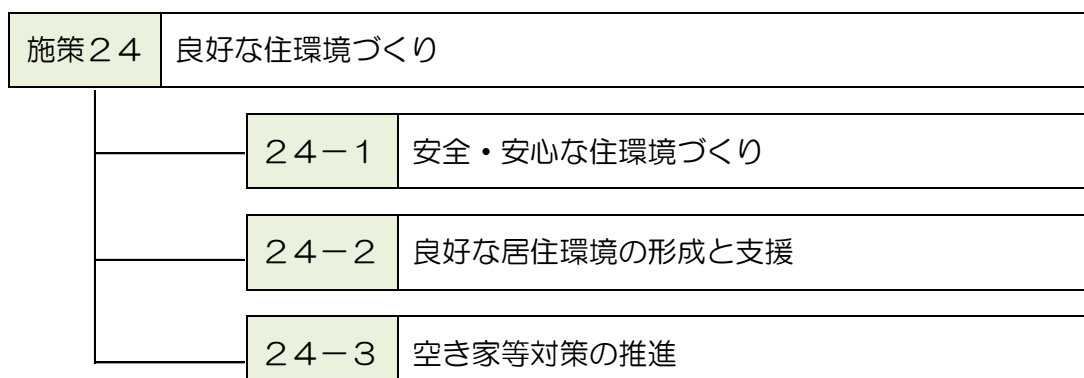 施策２４ 良好な住環境づくり
２４－１ 安全・安心な住環境づくり
２４－２ 良好な居住環境の形成と支援
２４－３ 空き家等対策の推進